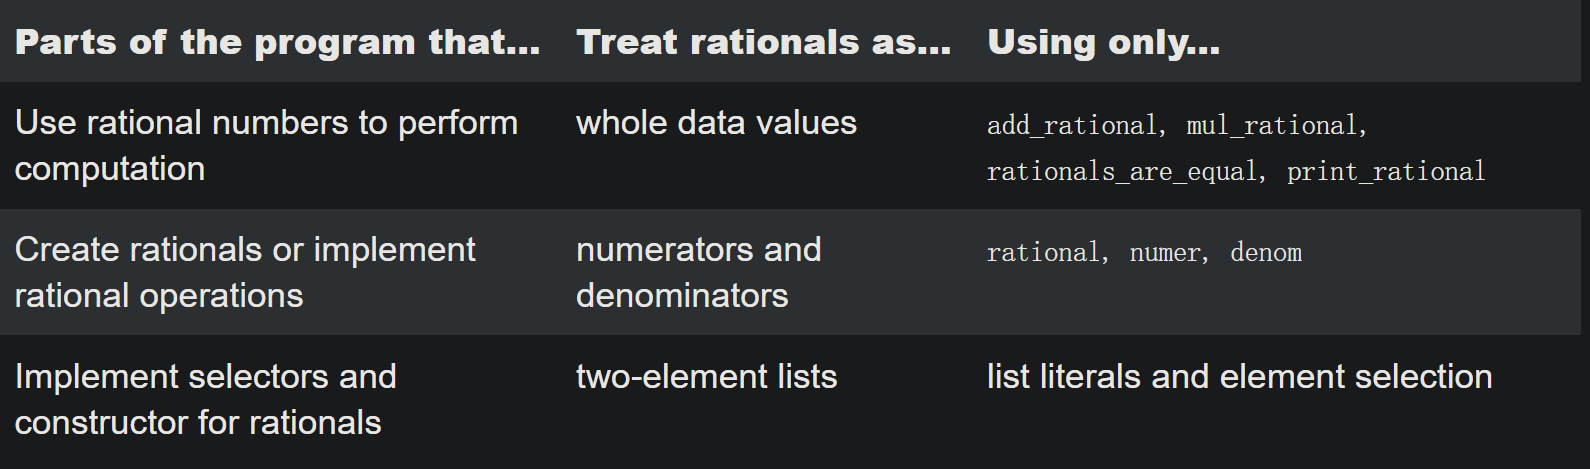 Parts of the program that... Treat rationals as... Using only...
Use rational numbers to perform computation whole data values add_rational, mul_rational, rationals_are_equal, print_rational
Create rationals or implement rational operations numerators and denominators rational, numer, denom
Implement selectors and constructor for rationals two-element lists list literals and element selection